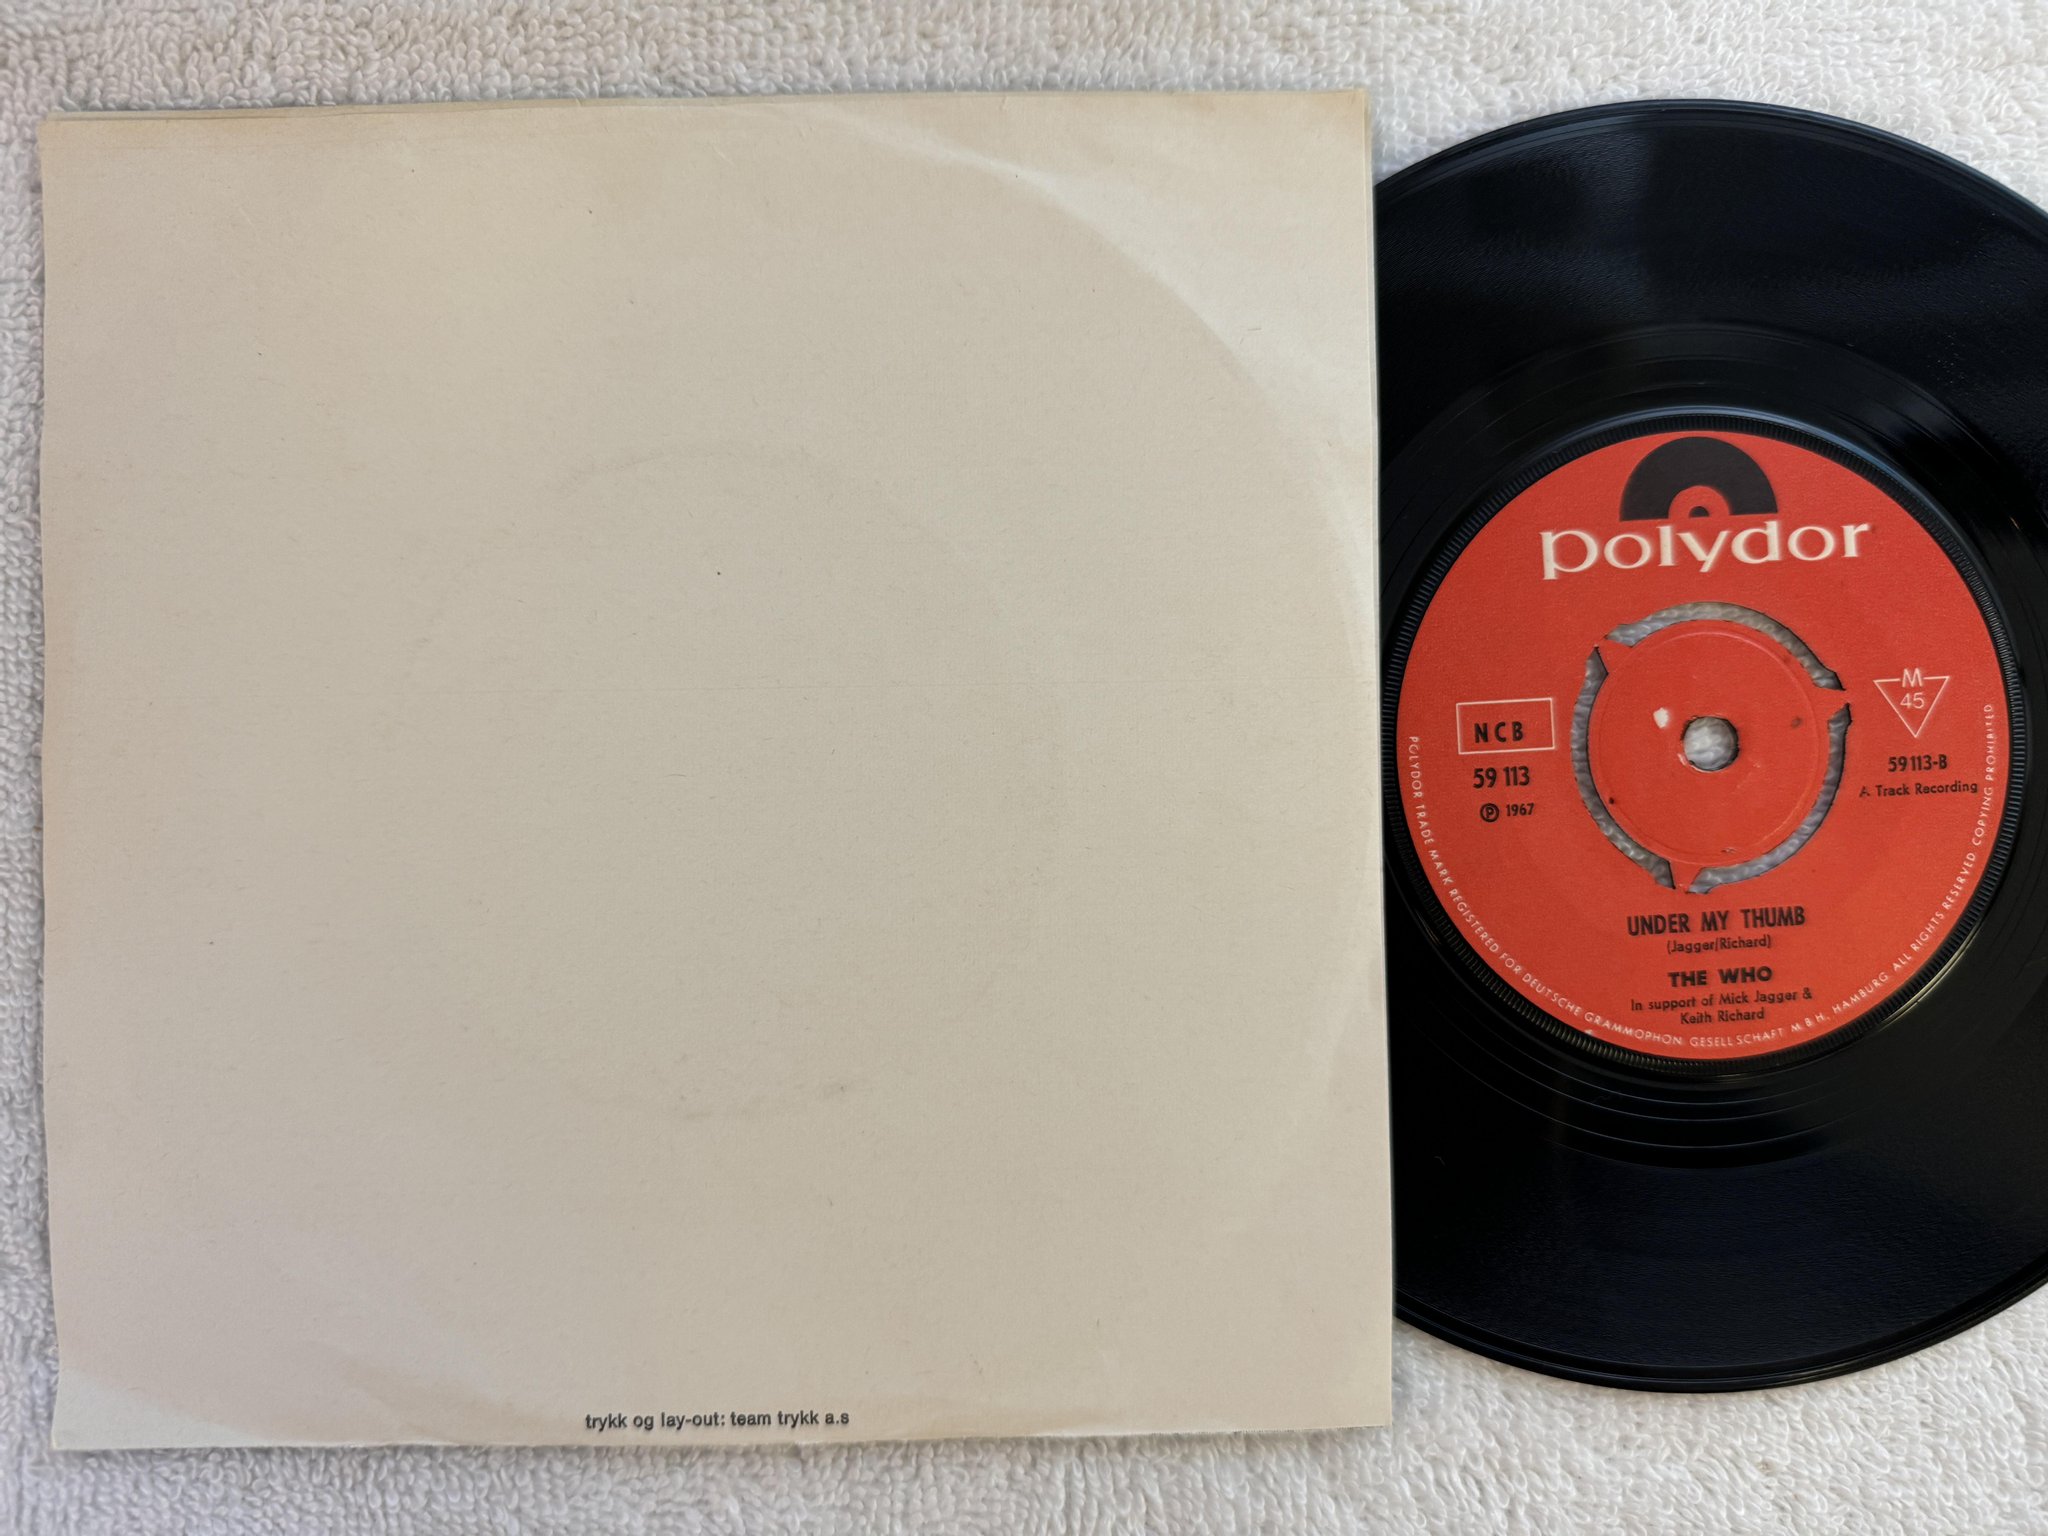 polydor
NCB
59 113
Ⓟ 1967
M
45
59113-B
A Track Recording
UNDER MY THUMB
(Jagger/Richard)
THE WHO
In support of Mick Jagger &
Keith Richard
POLYDOR TRADE MARK REGISTERED FOR DEUTSCHE GRAMMOPHON GESELLSCHAFT M.B.H. HAMBURG. ALL RIGHTS RESERVED. COPYING PROHIBITED
trykk og lay-out: team trykk a.s